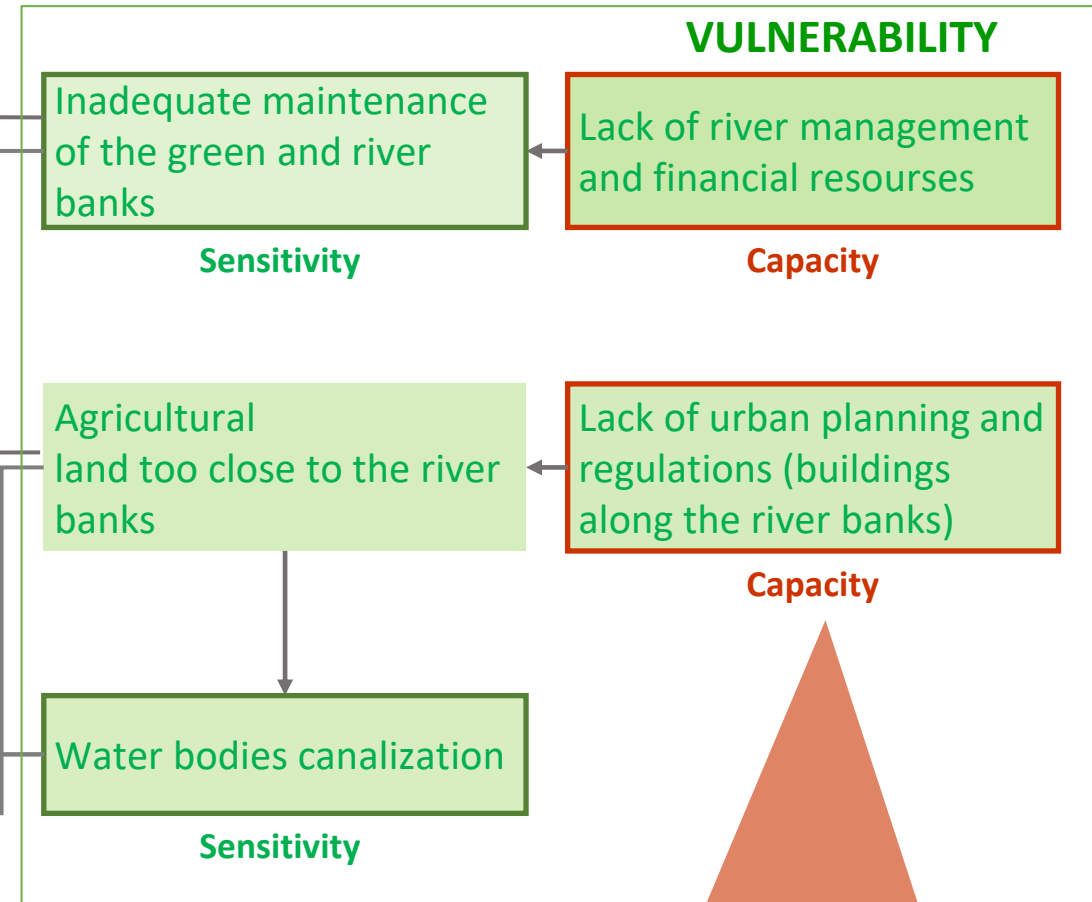 VULNERABILITY
Inadequate maintenance
of the green and river
banks
Sensitivity
Lack of river management
and financial resourses
Capacity
Agricultural
land too close to the river
banks
Lack of urban planning and
regulations (buildings
along the river banks)
Capacity
Water bodies canalization
Sensitivity